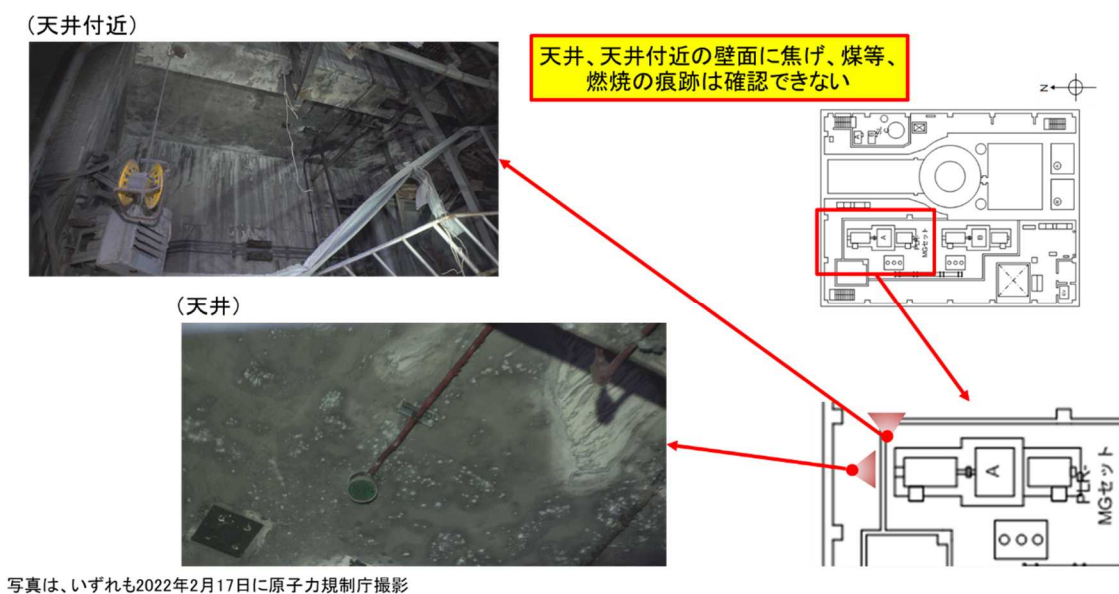 (天井付近)
天井、天井付近の壁面に焦げ、煤等、
燃焼の痕跡は確認できない
N
A
B
PLR-
MGセット
(天井)
A
PLR-
MGセット
写真は、いずれも2022年2月17日に原子力規制庁撮影